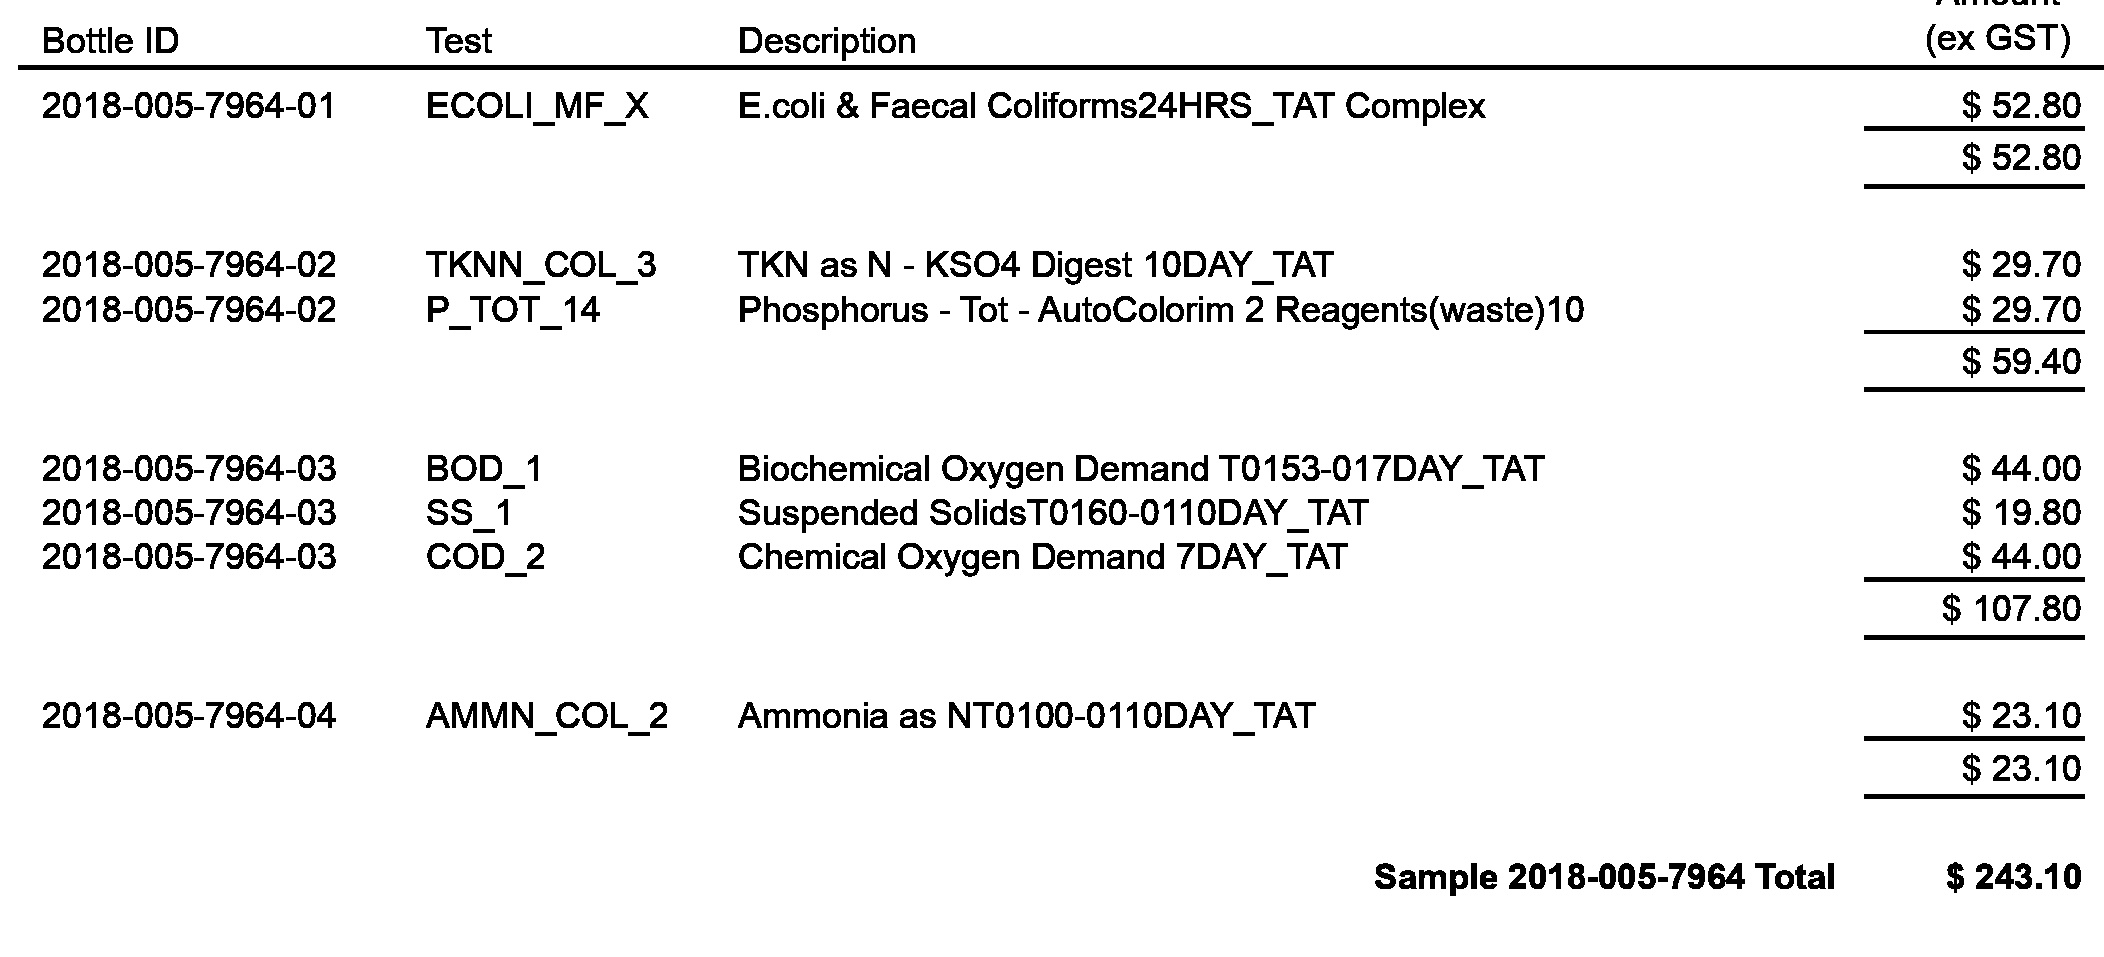 Bottle ID Test Description Amount
(ex GST)
2018-005-7964-01 ECOLI_MF_X E.coli & Faecal Coliforms24HRS_TAT Complex $ 52.80
$ 52.80
2018-005-7964-02 TKNN_COL_3 TKN as N - KSO4 Digest 10DAY_TAT $ 29.70
2018-005-7964-02 P_TOT_14 Phosphorus - Tot - AutoColorim 2 Reagents(waste)10 $ 29.70
$ 59.40
2018-005-7964-03 BOD_1 Biochemical Oxygen Demand T0153-017DAY_TAT $ 44.00
2018-005-7964-03 SS_1 Suspended SolidsT0160-0110DAY_TAT $ 19.80
2018-005-7964-03 COD_2 Chemical Oxygen Demand 7DAY_TAT $ 44.00
$ 107.80
2018-005-7964-04 AMMN_COL_2 Ammonia as NT0100-0110DAY_TAT $ 23.10
$ 23.10
Sample 2018-005-7964 Total $ 243.10